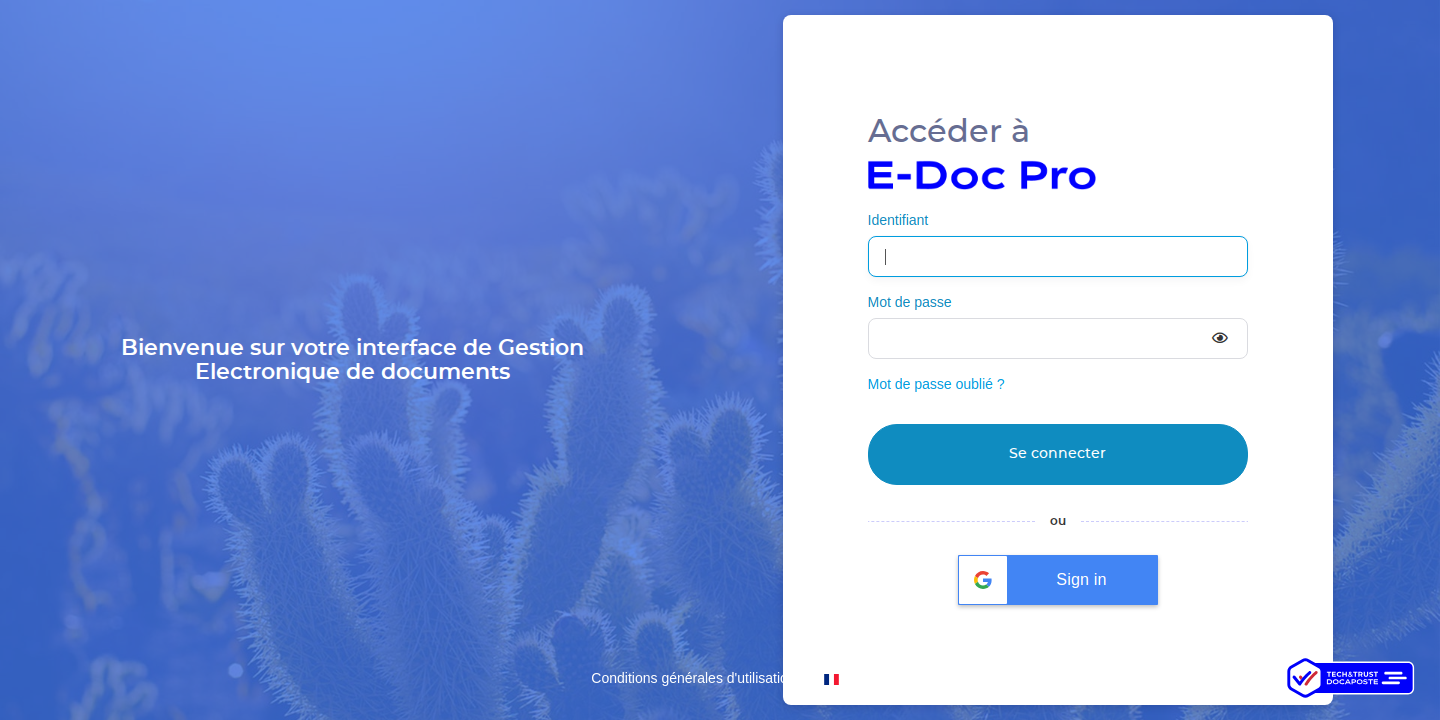 Accéder à
E-Doc Pro
Identifiant
Mot de passe
Mot de passe oublié ?
Se connecter
ou
Sign in
Bienvenue sur votre interface de Gestion
Electronique de documents
Conditions générales d'utilisatio
TECH&TRUST
DOCAPOSTE